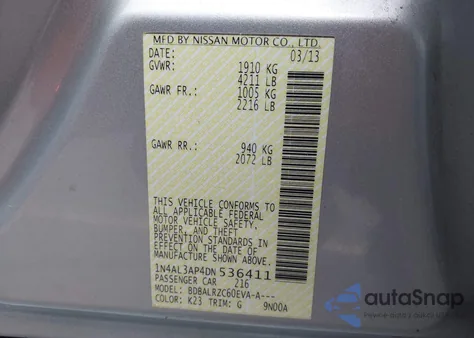 MFD BY NISSAN MOTOR CO., LTD.
DATE: 03/13
GVWR: 1910 KG
4211 LB
GAWR FR.: 1005 KG
2216 LB
GAWR RR.: 940 KG
2072 LB
THIS VEHICLE CONFORMS TO
ALL APPLICABLE FEDERAL
MOTOR VEHICLE SAFETY,
BUMPER, AND THEFT
PREVENTION STANDARDS IN
EFFECT ON THE DATE OF
MANUFACTURE SHOWN ABOVE.
1N4AL3AP4DN536411
PASSENGER CAR 216
MODEL: BDBALRZC60EVA-A---
COLOR: K23 TRIM: G 9N00A
autoSnap